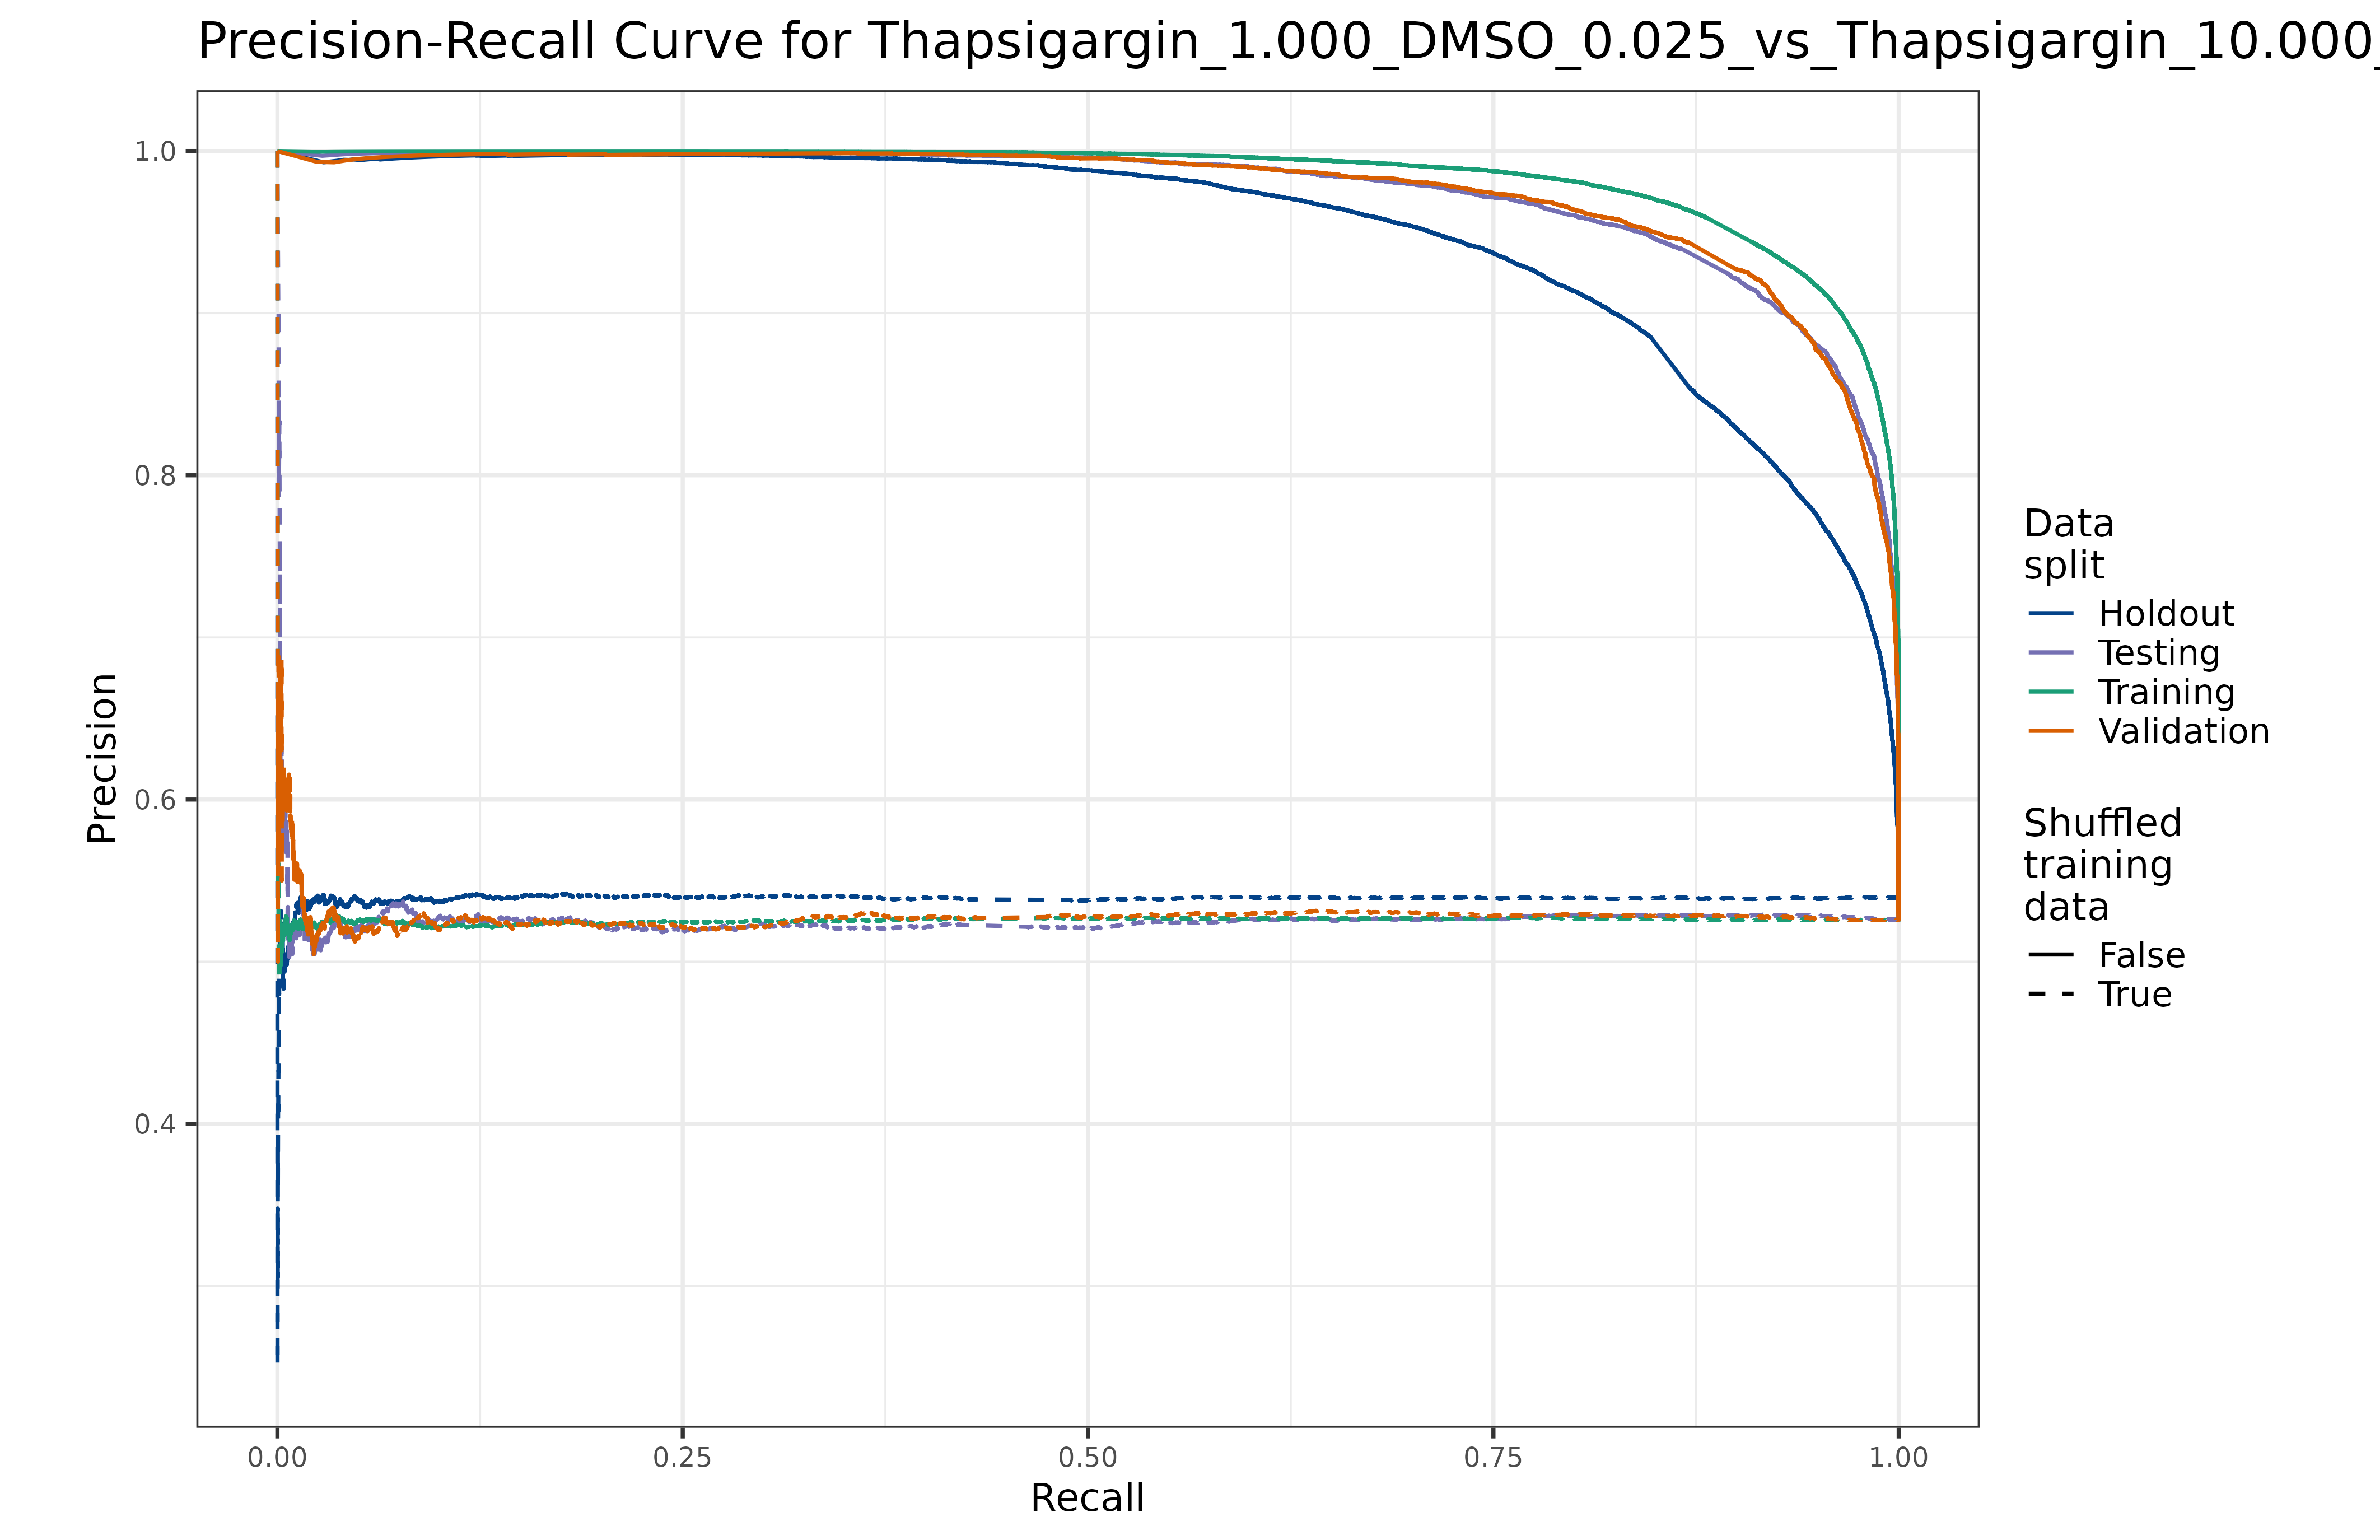 Precision-Recall Curve for Thapsigargin_1.000_DMSO_0.025_vs_Thapsigargin_10.000_
1.0
0.8
0.6
0.4
Precision
0.00
0.25
0.50
0.75
1.00
Recall
Data
split
Holdout
Testing
Training
Validation
Shuffled
training
data
False
True